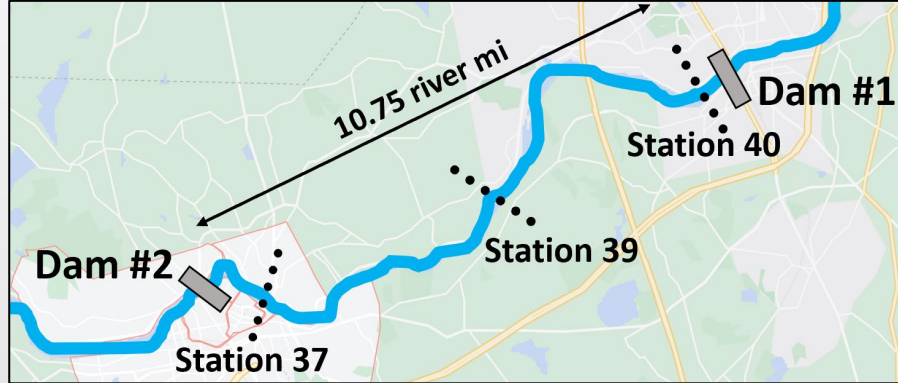 10.75 river mi
Dam #1
Station 40
Station 39
Dam #2
Station 37